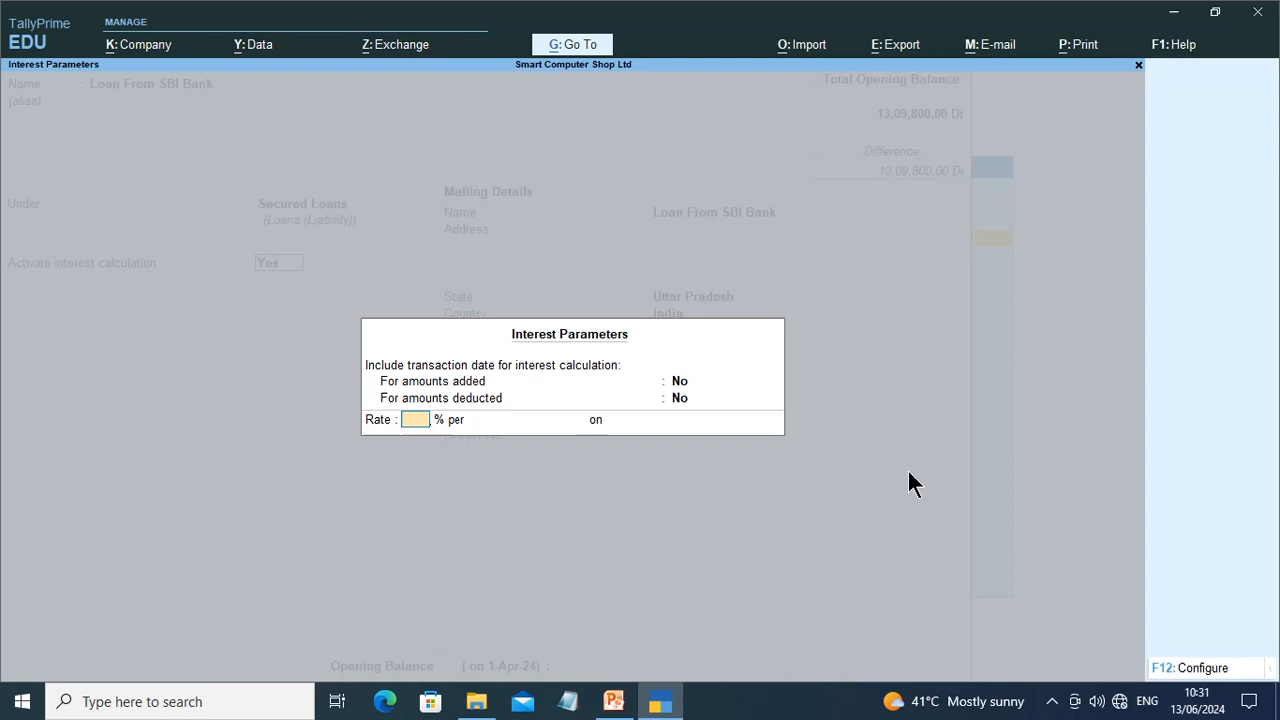 TallyPrime
EDU
MANAGE
K: Company
Y: Data
Z: Exchange
G: Go To
O: Import
E: Export
M: E-mail
P: Print
F1: Help
Interest Parameters
Smart Computer Shop Ltd
Name : Loan From SBI Bank
(alias) :
Total Opening Balance
13,09,800.00 Dr
Difference
13,09,800.00 Dr
Under
Secured Loans
(Loans (Liability))
Mailing Details
Name
Loan From SBI Bank
Address
Activate interest calculation
Yes
State
Uttar Pradesh
Country
India
Interest Parameters
Include transaction date for interest calculation:
For amounts added : No
For amounts deducted : No
Rate : % per on
Opening Balance ( on 1-Apr-24) :
F12: Configure
Type here to search
41°C Mostly sunny
ENG
10:31
13/06/2024